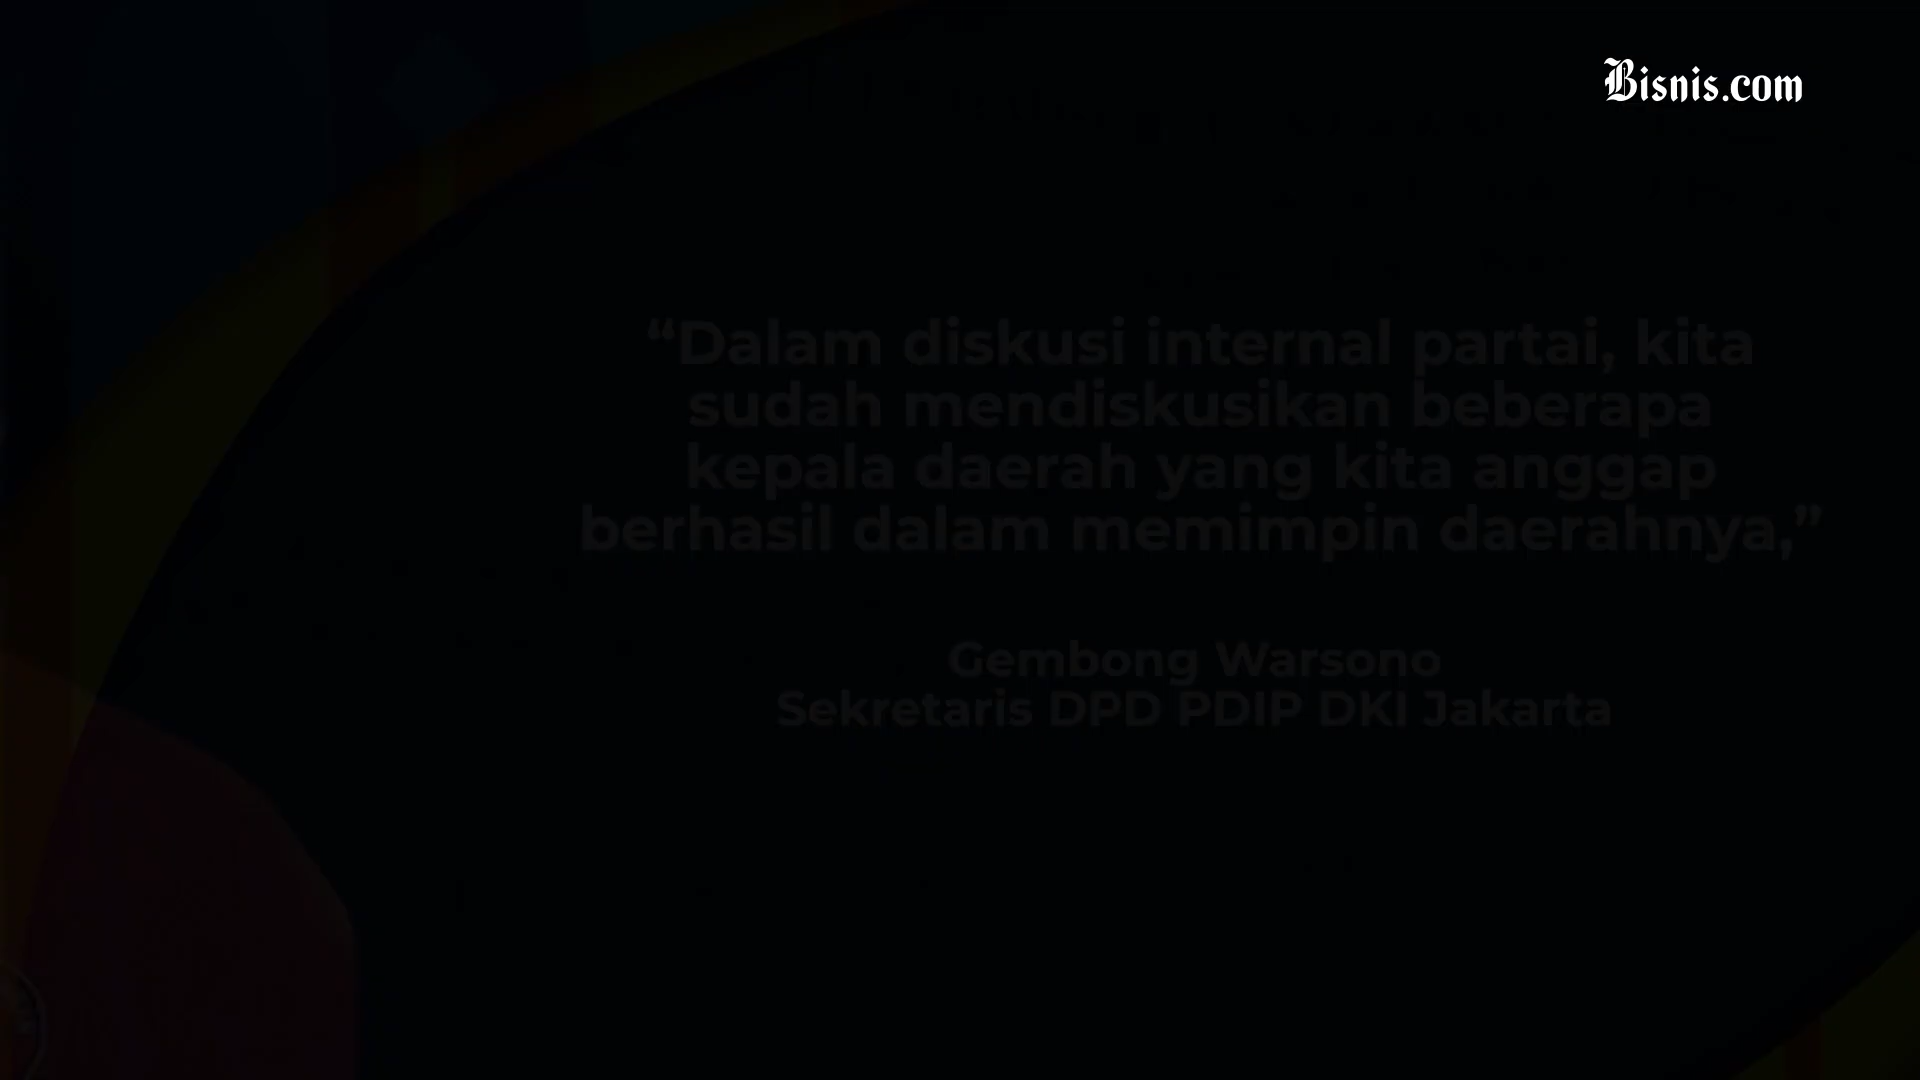 Bisnis.com
“Dalam diskusi internal partai, kita
sudah mendiskusikan beberapa
kepala daerah yang kita anggap
berhasil dalam memimpin daerahnya,”
Gembong Warsono
Sekretaris DPD PDIP DKI Jakarta